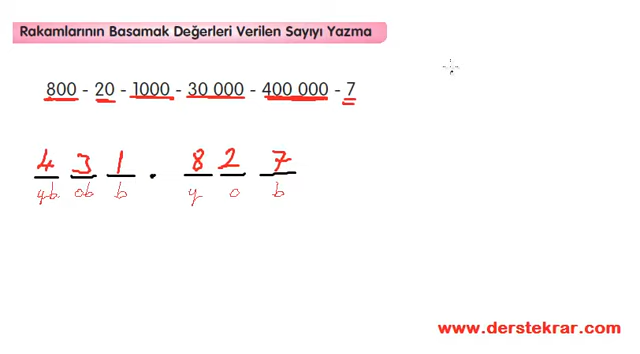 Rakamlarının Basamak Değerleri Verilen Sayıyı Yazma
800 - 20 - 1000 - 30 000 - 400 000 - 7
4 3 1 . 8 2 7
yb ob b y o b
www.derstekrar.com